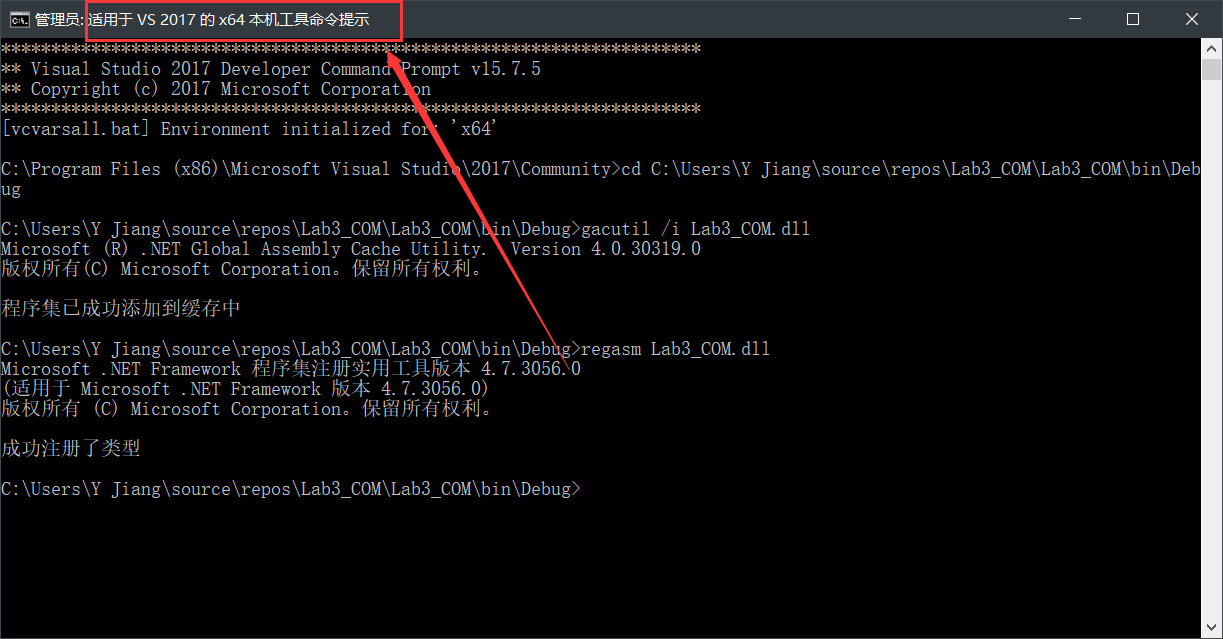 管理员: 适用于 VS 2017 的 x64 本机工具命令提示
**********************************************************************
** Visual Studio 2017 Developer Command Prompt v15.7.5
** Copyright (c) 2017 Microsoft Corporation
**********************************************************************
[vcvarsall.bat] Environment initialized for: 'x64'
C:\Program Files (x86)\Microsoft Visual Studio\2017\Community>cd C:\Users\Y Jiang\source\repos\Lab3_COM\Lab3_COM\bin\Deb
ug
C:\Users\Y Jiang\source\repos\Lab3_COM\Lab3_COM\bin\Debug>gacutil /i Lab3_COM.dll
Microsoft (R) .NET Global Assembly Cache Utility.  Version 4.0.30319.0
版权所有(C) Microsoft Corporation。保留所有权利。
程序集已成功添加到缓存中
C:\Users\Y Jiang\source\repos\Lab3_COM\Lab3_COM\bin\Debug>regasm Lab3_COM.dll
Microsoft .NET Framework 程序集注册实用工具版本 4.7.3056.0
(适用于 Microsoft .NET Framework 版本 4.7.3056.0)
版权所有 (C) Microsoft Corporation。保留所有权利。
成功注册了类型
C:\Users\Y Jiang\source\repos\Lab3_COM\Lab3_COM\bin\Debug>